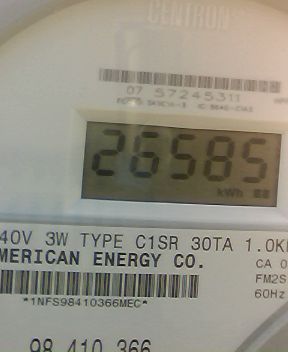 CENTRON
07 57245311
26585
kWh
40V 3W TYPE C1SR 30TA 1.0K
MERICAN ENERGY CO.
CA 0
FM2S
60Hz
*1NFS98410366MEC*
98 410 366